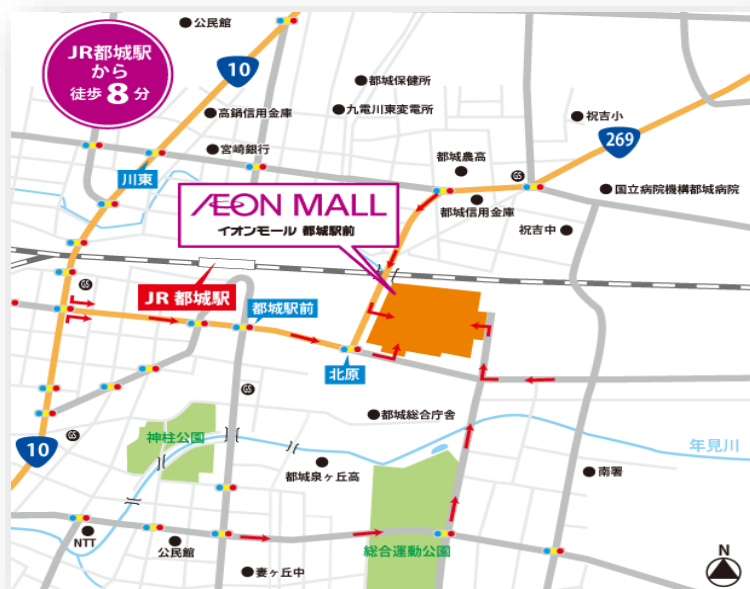 公民館
JR都城駅
から
徒歩8分
10
都城保健所
高鍋信用金庫
九電川東変電所
祝吉小
269
宮崎銀行
都城農高
GS
川東
国立病院機構都城病院
都城信用金庫
ÆON MALL
イオンモール 都城駅前
祝吉中
GS
JR 都城駅
都城駅前
北原
GS
都城総合庁舎
神柱公園
GS
年見川
10
都城泉ヶ丘高
南署
NTT
公民館
総合運動公園
妻ヶ丘中
N